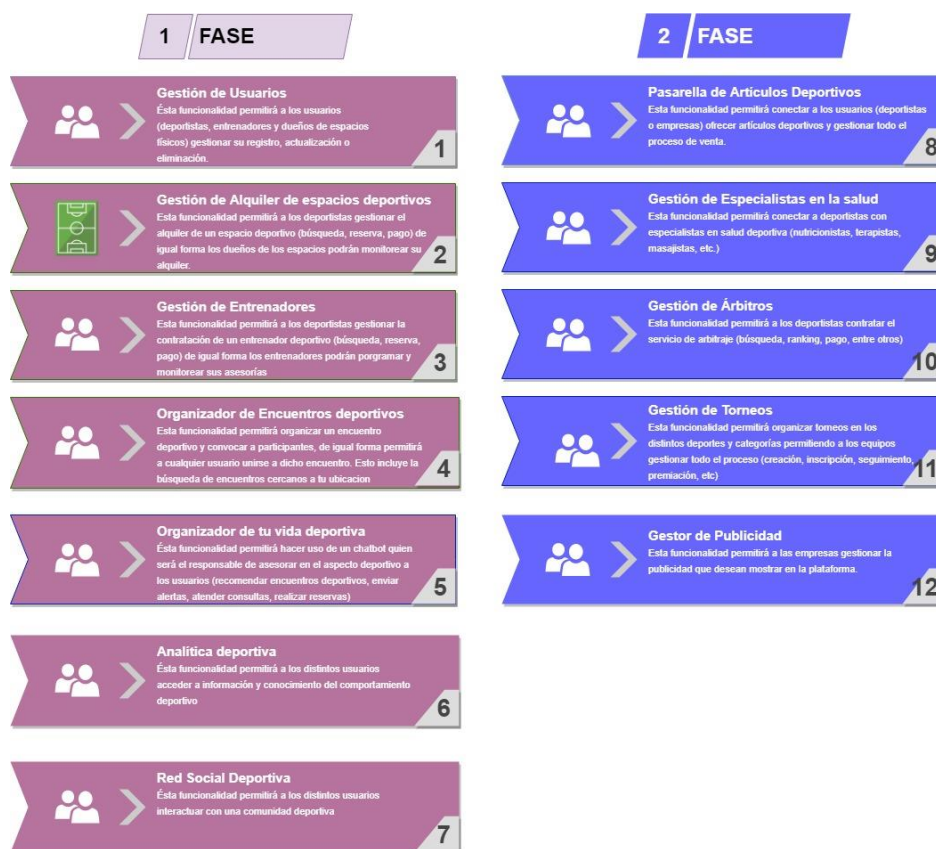 1 FASE
Gestión de Usuarios
Ésta funcionalidad permitirá a los usuarios
(deportistas, entrenadores y dueños de espacios
físicos) gestionar su registro, actualización o
eliminación.
1
Gestión de Alquiler de espacios deportivos
Esta funcionalidad permitirá a los deportistas gestionar el
alquiler de un espacio deportivo (búsqueda, reserva, pago) de
igual forma los dueños de los espacios podrán monitorear su
alquiler.
2
Gestión de Entrenadores
Esta funcionalidad permitirá a los deportistas gestionar la
contratación de un entrenador deportivo (búsqueda, reserva,
pago) de igual forma los entrenadores podrán porgramar y
monitorear sus asesorías
3
Organizador de Encuentros deportivos
Esta funcionalidad permitirá organizar un encuentro
deportivo y convocar a participantes, de igual forma permitirá
a cualquier usuario unirse a dicho encuentro. Esto incluye la
búsqueda de encuentros cercanos a tu ubicacion
4
Organizador de tu vida deportiva
Ésta funcionalidad permitirá hacer uso de un chatbot quien
será el responsable de asesorar en el aspecto deportivo a
los usuarios (recomendar encuentros deportivos, enviar
alertas, atender consultas, realizar reservas)
5
Analítica deportiva
Ésta funcionalidad permitirá a los distintos usuarios
acceder a información y conocimiento del comportamiento
deportivo
6
Red Social Deportiva
Ésta funcionalidad permitirá a los distintos usuarios
interactuar con una comunidad deportiva
7
2 FASE
Pasarella de Artículos Deportivos
Esta funcionalidad permitirá conectar a los usuarios (deportistas
o empresas) ofrecer artículos deportivos y gestionar todo el
proceso de venta.
8
Gestión de Especialistas en la salud
Esta funcionalidad permitirá conectar a deportistas con
especialistas en salud deportiva (nutricionistas, terapistas,
masajistas, etc.)
9
Gestión de Árbitros
Esta funcionalidad permitirá a los deportistas contratar el
servicio de arbitraje (búsqueda, ranking, pago, entre otros)
10
Gestión de Torneos
Esta funcionalidad permitirá organizar torneos en los
distintos deportes y categorías permitiendo a los equipos
gestionar todo el proceso (creación, inscripción, seguimiento,
premiación, etc)
11
Gestor de Publicidad
Esta funcionalidad permitirá a las empresas gestionar la
publicidad que desean mostrar en la plataforma.
12